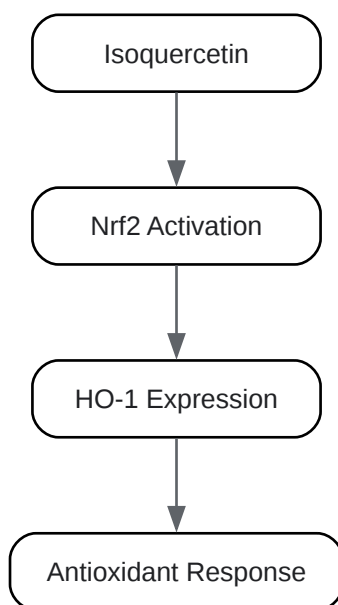 Isoquercetin
Nrf2 Activation
HO-1 Expression
Antioxidant Response